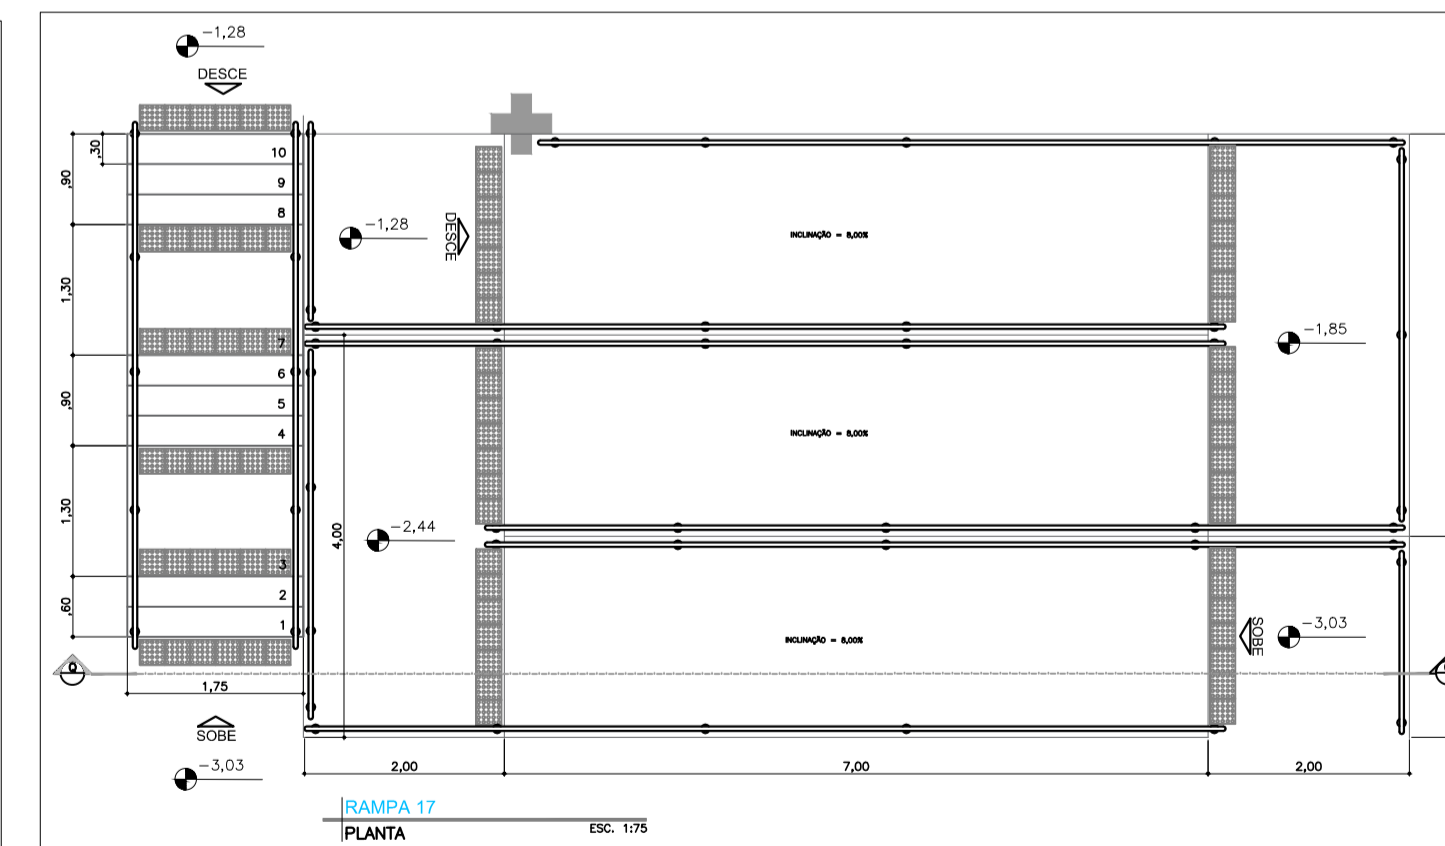 -1,28
DESCE
,30
10
9
8
,90
-1,28
DESCE
INCLINAÇÃO = 8,00%
1,30
7
-1,85
6
5
4
,90
INCLINAÇÃO = 8,00%
1,30
-2,44
4,00
3
2
1
,60
INCLINAÇÃO = 8,00%
SOBE
-3,03
Q
1,75
SOBE
-3,03
2,00
7,00
2,00
RAMPA 17
PLANTA
ESC. 1:75